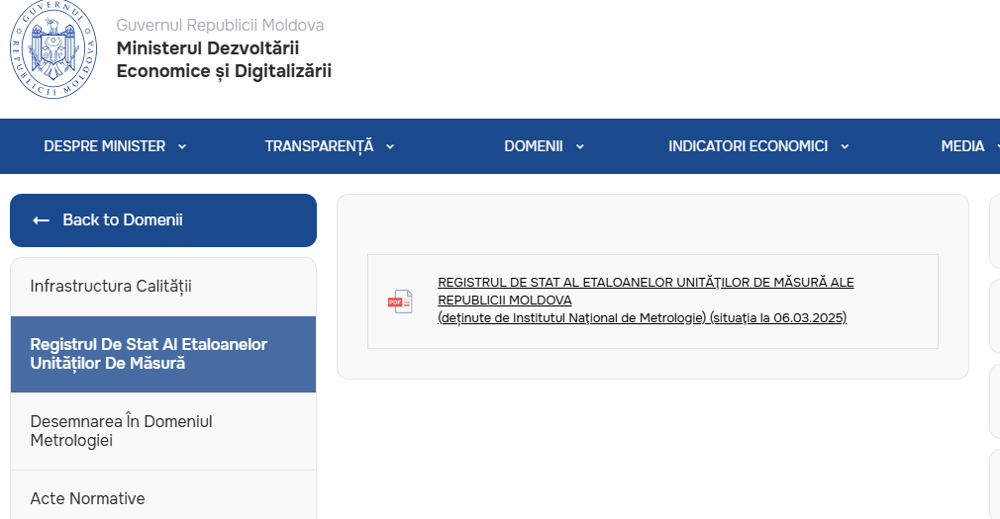 GUVERNUL
REPUBLICII MOLDOVA
Guvernul Republicii Moldova
Ministerul Dezvoltării
Economice și Digitalizării
DESPRE MINISTER
TRANSPARENȚĂ
DOMENII
INDICATORI ECONOMICI
MEDIA
← Back to Domenii
Infrastructura Calității
Registrul De Stat Al Etaloanelor
Unităților De Măsură
Desemnarea În Domeniul
Metrologiei
Acte Normative
PDF
REGISTRUL DE STAT AL ETALOANELOR UNITĂŢILOR DE MĂSURĂ ALE
REPUBLICII MOLDOVA
(deținute de Institutul Național de Metrologie) (situația la 06.03.2025)